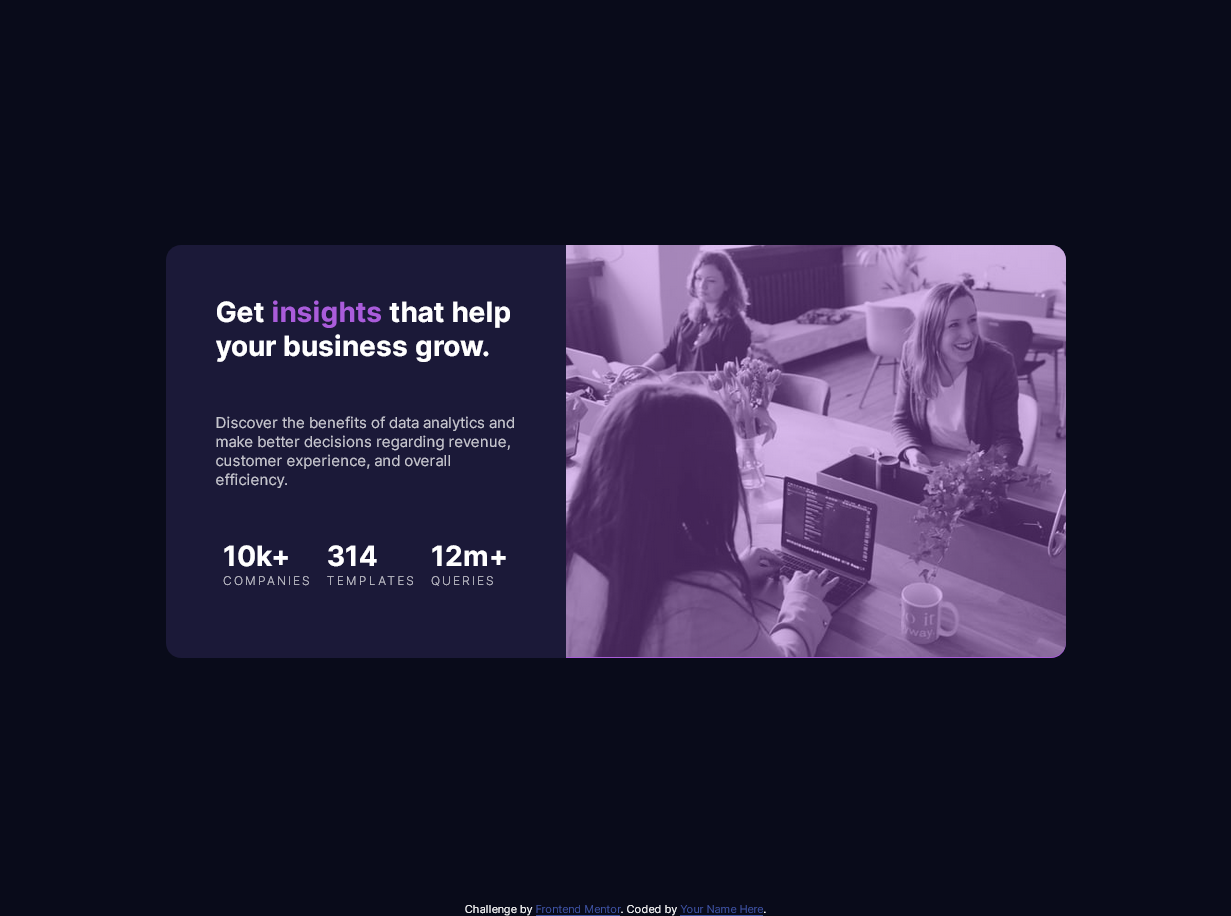 Get insights that help
your business grow.
Discover the benefits of data analytics and
make better decisions regarding revenue,
customer experience, and overall
efficiency.
10k+ 314 12m+
COMPANIES TEMPLATES QUERIES
Challenge by Frontend Mentor. Coded by Your Name Here.